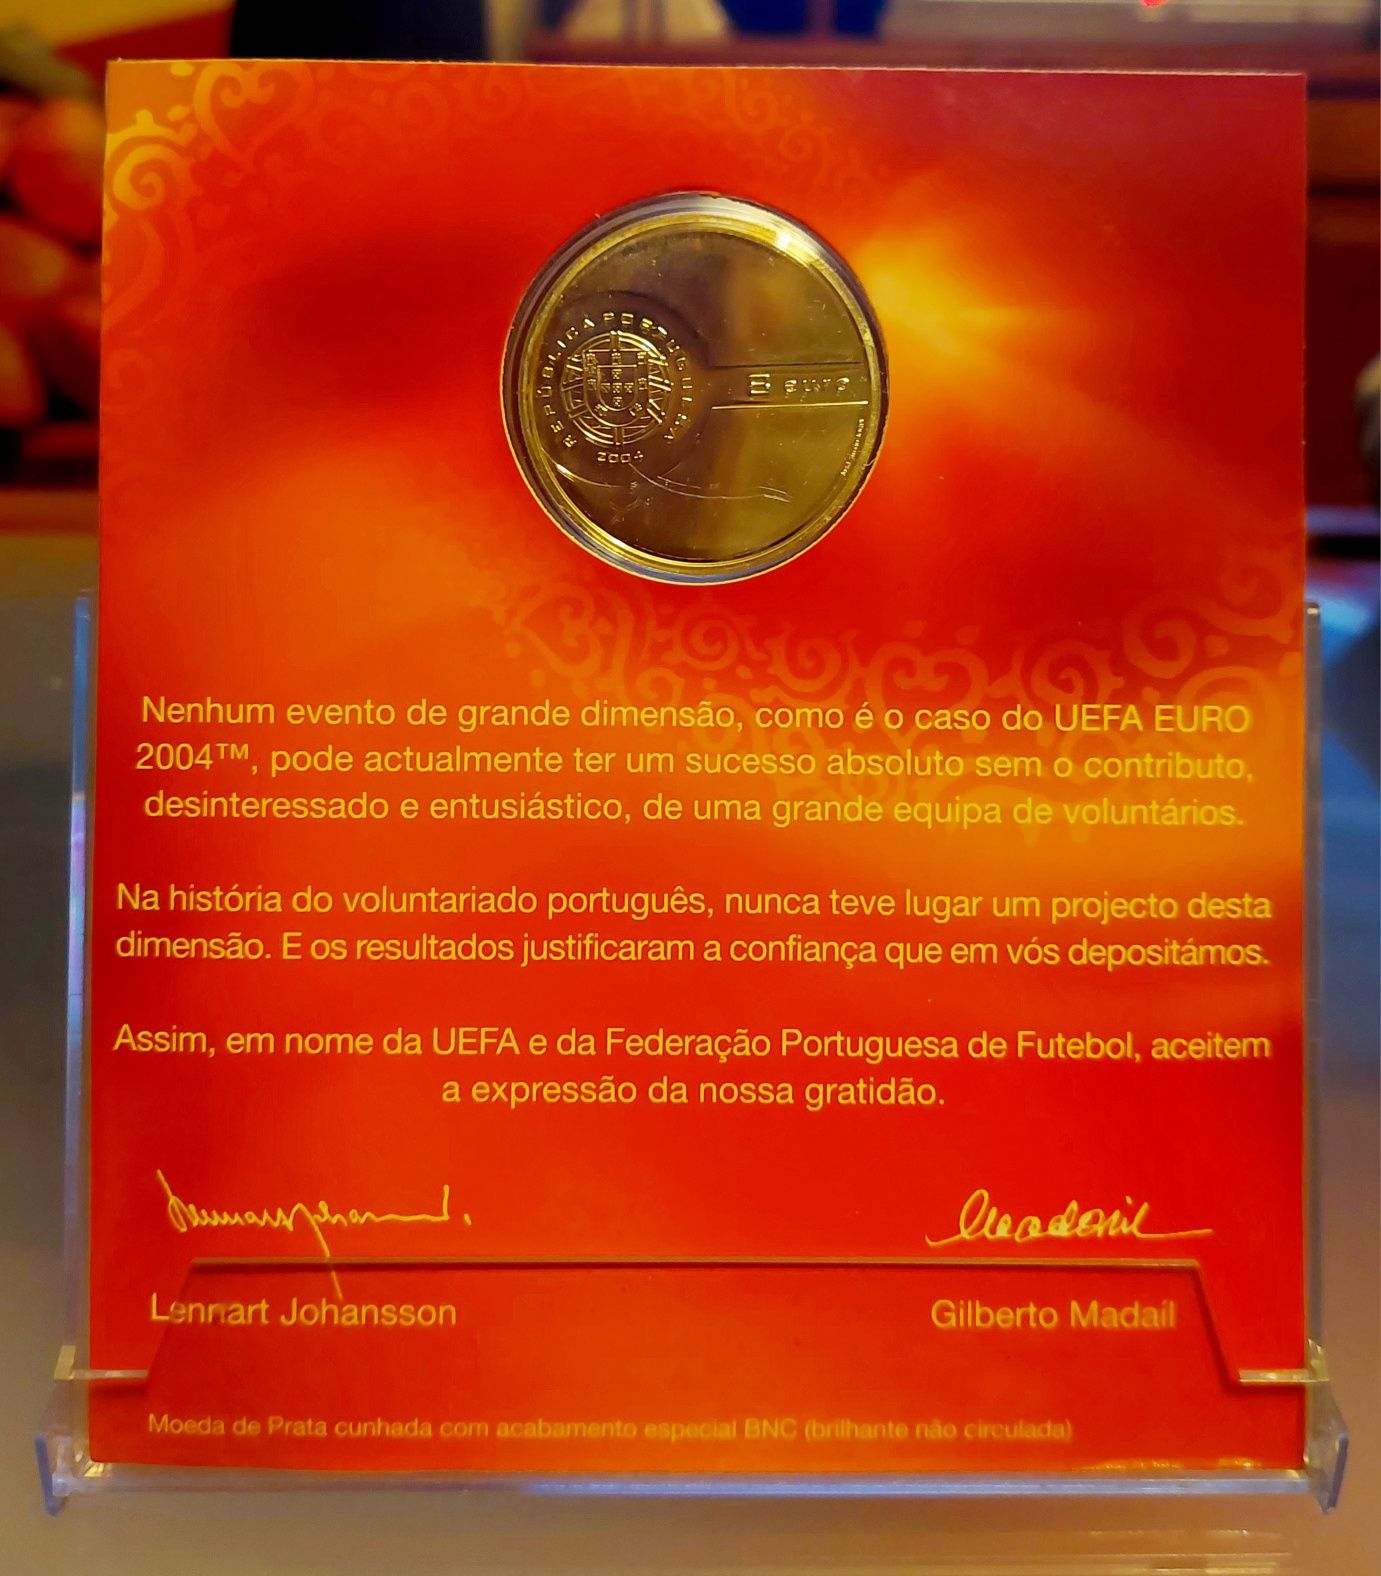 REPÚBLICA PORTUGUESA
2004
8 euro
Nenhum evento de grande dimensão, como é o caso do UEFA EURO
2004™, pode actualmente ter um sucesso absoluto sem o contributo,
desinteressado e entusiástico, de uma grande equipa de voluntários.
Na história do voluntariado português, nunca teve lugar um projecto desta
dimensão. E os resultados justificaram a confiança que em vós depositámos.
Assim, em nome da UEFA e da Federação Portuguesa de Futebol, aceitem
a expressão da nossa gratidão.
Lennart Johansson
Gilberto Madaíl
Moeda de Prata cunhada com acabamento especial BNC (brilhante não circulada)